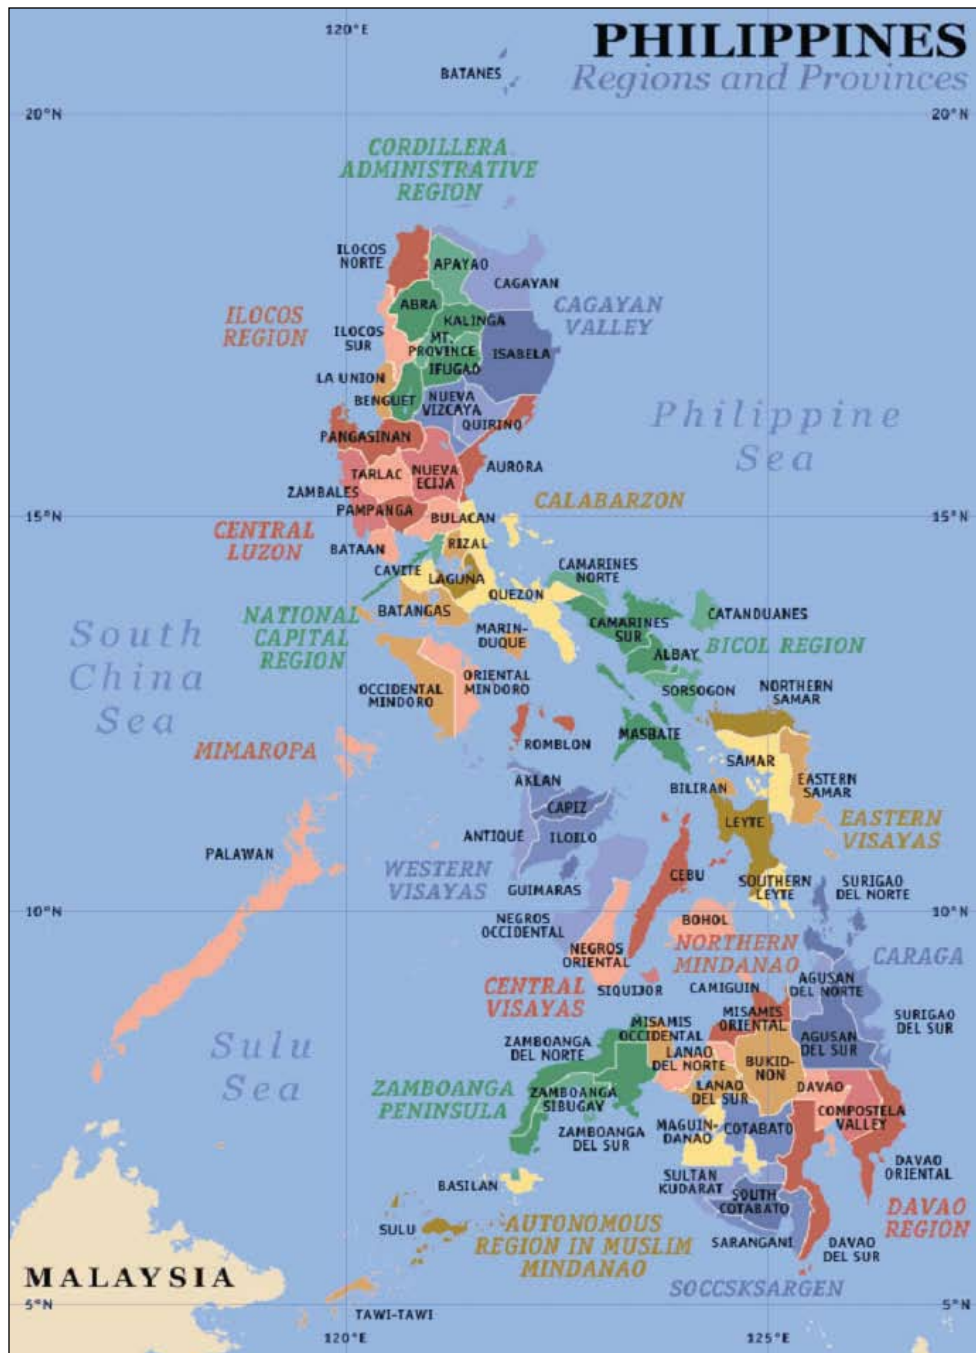 120°E
PHILIPPINES
Regions and Provinces
BATANES
20°N
20°N
CORDILLERA
ADMINISTRATIVE
REGION
ILOCOS
NORTE
APAYAO
CAGAYAN
ABRA
CAGAYAN
VALLEY
ILOCOS
REGION
KALINGA
ILOCOS
SUR
MT.
PROVINCE
ISABELA
IFUGAO
LA UNION
BENGUET
NUEVA
VIZCAYA
QUIRINO
Philippine
Sea
PANGASINAN
AURORA
TARLAC
NUEVA
ECIJA
ZAMBALES
CALABARZON
PAMPANGA
BULACAN
15°N
15°N
CENTRAL
LUZON
BATAAN
RIZAL
CAVITE
LAGUNA
CAMARINES
NORTE
QUEZON
NATIONAL
CAPITAL
REGION
BATANGAS
CATANDUANES
MARIN-
DUQUE
CAMARINES
SUR
BICOL REGION
ALBAY
South
China
Sea
OCCIDENTAL
MINDORO
ORIENTAL
MINDORO
SORSOGON
NORTHERN
SAMAR
MIMAROPA
ROMBLON
MASBATE
SAMAR
EASTERN
SAMAR
AKLAN
BILIRAN
CAPIZ
LEYTE
EASTERN
VISAYAS
ANTIQUE
ILOILO
PALAWAN
WESTERN
VISAYAS
GUIMARAS
CEBU
SOUTHERN
LEYTE
SURIGAO
DEL NORTE
10°N
10°N
NEGROS
OCCIDENTAL
BOHOL
NEGROS
ORIENTAL
NORTHERN
MINDANAO
CARAGA
CENTRAL
VISAYAS
SIQUIJOR
CAMIGUIN
AGUSAN
DEL NORTE
MISAMIS
OCCIDENTAL
MISAMIS
ORIENTAL
SURIGAO
DEL SUR
Sulu
Sea
ZAMBOANGA
DEL NORTE
LANAO
DEL NORTE
BUKID-
NON
AGUSAN
DEL SUR
ZAMBOANGA
PENINSULA
ZAMBOANGA
SIBUGAY
LANAO
DEL SUR
DAVAO
COMPOSTELA
VALLEY
ZAMBOANGA
DEL SUR
MAGUIN-
DANAO
COTABATO
DAVAO
ORIENTAL
BASILAN
SULTAN
KUDARAT
SOUTH
COTABATO
DAVAO
REGION
SULU
AUTONOMOUS
REGION IN MUSLIM
MINDANAO
SARANGANI
DAVAO
DEL SUR
MALAYSIA
SOCCSKSARGEN
5°N
5°N
TAWI-TAWI
120°E
125°E